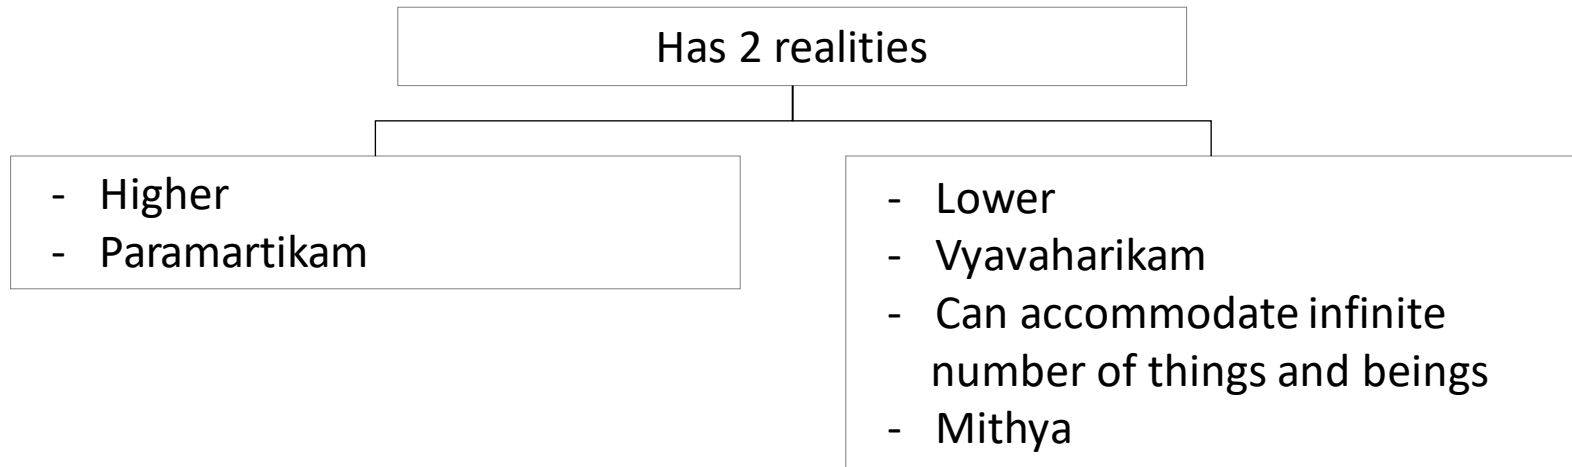 Has 2 realities
- Higher
- Paramartikam
- Lower
- Vyavaharikam
- Can accommodate infinite
number of things and beings
- Mithya